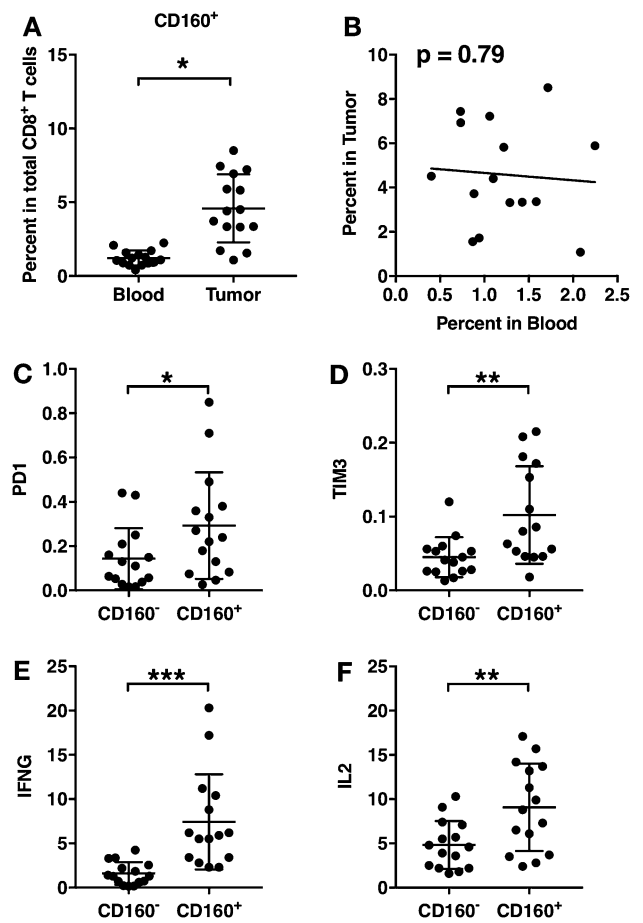 A
CD160⁺
Percent in total CD8⁺ T cells
15
10
5
0
*
Blood
Tumor
B
p = 0.79
Percent in Tumor
10
8
6
4
2
0
0.0
0.5
1.0
1.5
2.0
2.5
Percent in Blood
C
PD1
1.0
0.8
0.6
0.4
0.2
0.0
*
CD160⁻
CD160⁺
D
TIM3
0.3
0.2
0.1
0.0
**
CD160⁻
CD160⁺
E
IFNG
25
20
15
10
5
0
***
CD160⁻
CD160⁺
F
IL2
25
20
15
10
5
0
**
CD160⁻
CD160⁺